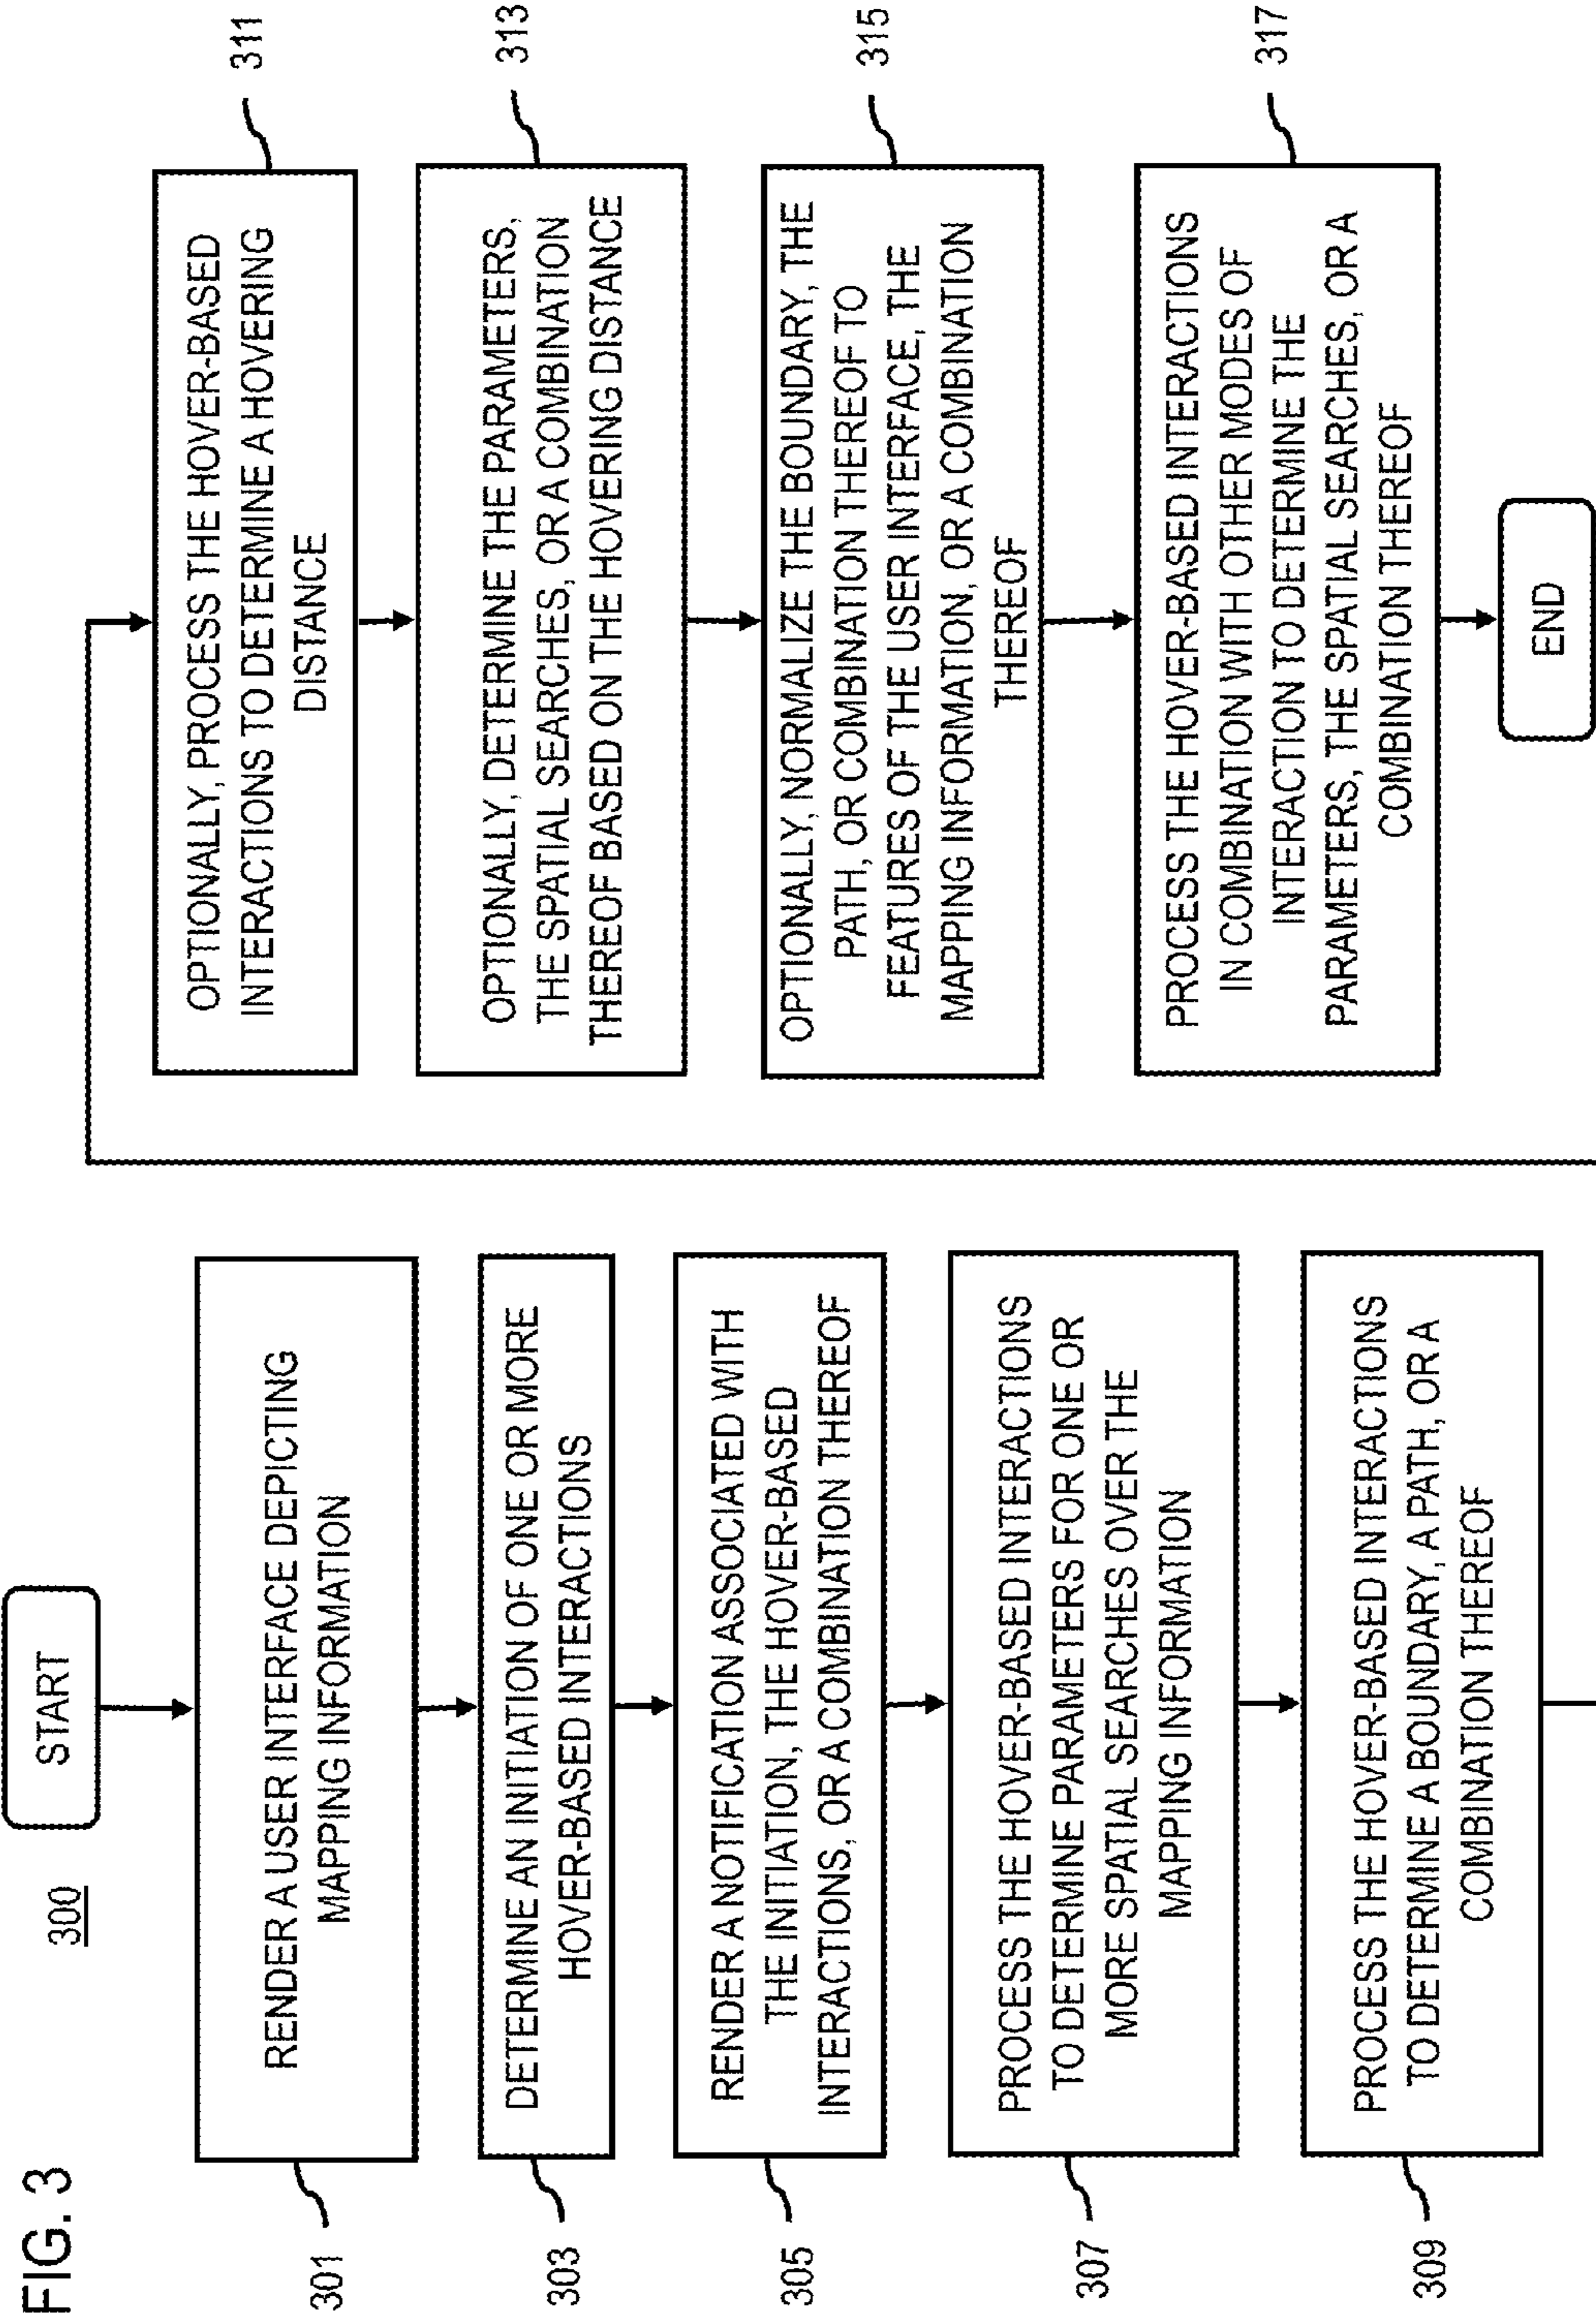 FIG. 3
300
START
301
RENDER A USER INTERFACE DEPICTING
MAPPING INFORMATION
303
DETERMINE AN INITIATION OF ONE OR MORE
HOVER-BASED INTERACTIONS
305
RENDER A NOTIFICATION ASSOCIATED WITH
THE INITIATION, THE HOVER-BASED
INTERACTIONS, OR A COMBINATION THEREOF
307
PROCESS THE HOVER-BASED INTERACTIONS
TO DETERMINE PARAMETERS FOR ONE OR
MORE SPATIAL SEARCHES OVER THE
MAPPING INFORMATION
309
PROCESS THE HOVER-BASED INTERACTIONS
TO DETERMINE A BOUNDARY, A PATH, OR A
COMBINATION THEREOF
311
OPTIONALLY, PROCESS THE HOVER-BASED
INTERACTIONS TO DETERMINE A HOVERING
DISTANCE
313
OPTIONALLY, DETERMINE THE PARAMETERS,
THE SPATIAL SEARCHES, OR A COMBINATION
THEREOF BASED ON THE HOVERING DISTANCE
315
OPTIONALLY, NORMALIZE THE BOUNDARY, THE
PATH, OR COMBINATION THEREOF TO
FEATURES OF THE USER INTERFACE, THE
MAPPING INFORMATION, OR A COMBINATION
THEREOF
317
PROCESS THE HOVER-BASED INTERACTIONS
IN COMBINATION WITH OTHER MODES OF
INTERACTION TO DETERMINE THE
PARAMETERS, THE SPATIAL SEARCHES, OR A
COMBINATION THEREOF
END